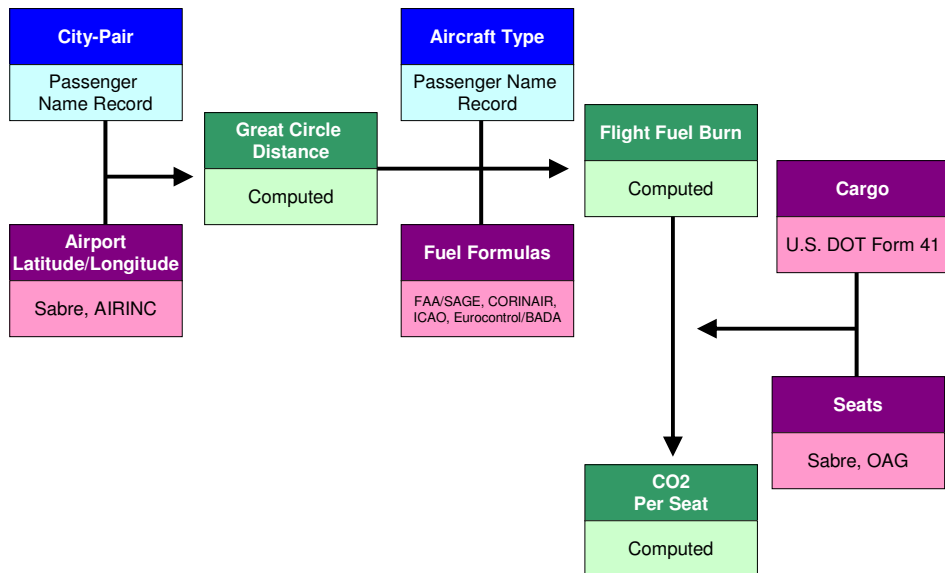 City-Pair
Passenger
Name Record
Aircraft Type
Passenger Name
Record
Great Circle
Distance
Computed
Flight Fuel Burn
Computed
Airport
Latitude/Longitude
Sabre, AIRINC
Fuel Formulas
FAA/SAGE, CORINAIR,
ICAO, Eurocontrol/BADA
Cargo
U.S. DOT Form 41
Seats
Sabre, OAG
CO2
Per Seat
Computed